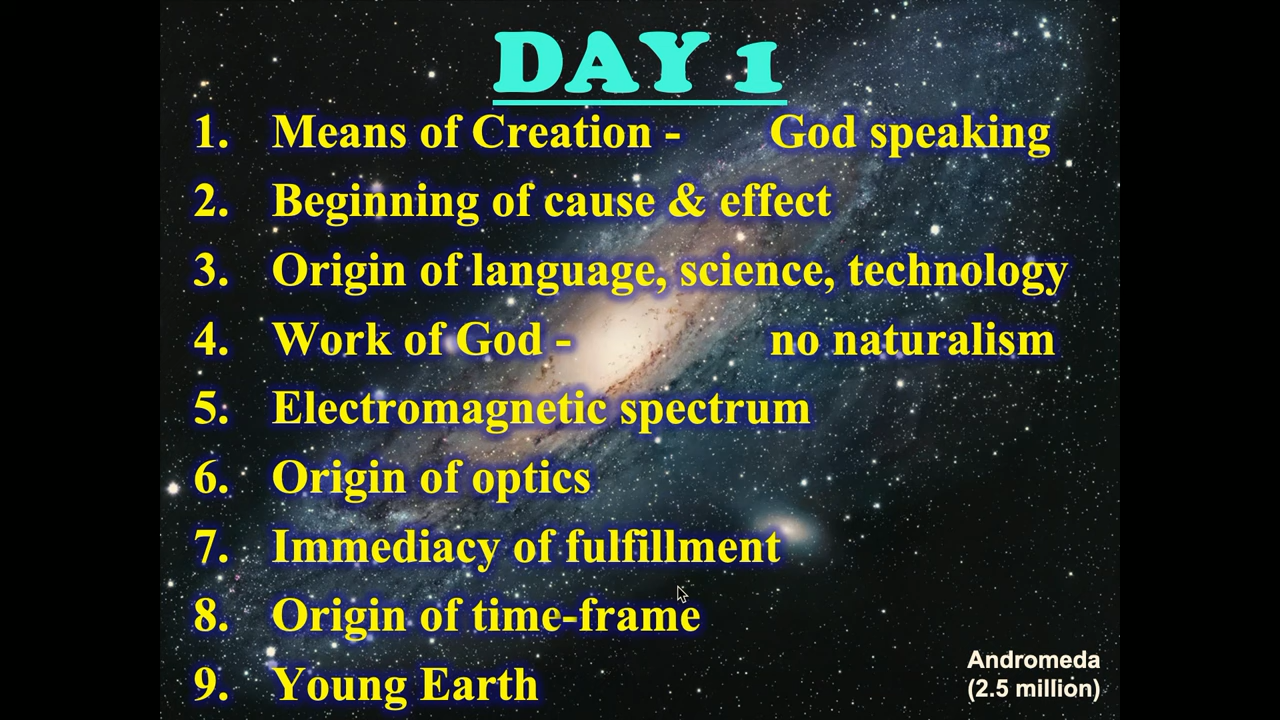 DAY 1
1. Means of Creation - God speaking
2. Beginning of cause & effect
3. Origin of language, science, technology
4. Work of God - no naturalism
5. Electromagnetic spectrum
6. Origin of optics
7. Immediacy of fulfillment
8. Origin of time-frame
9. Young Earth
Andromeda
(2.5 million)